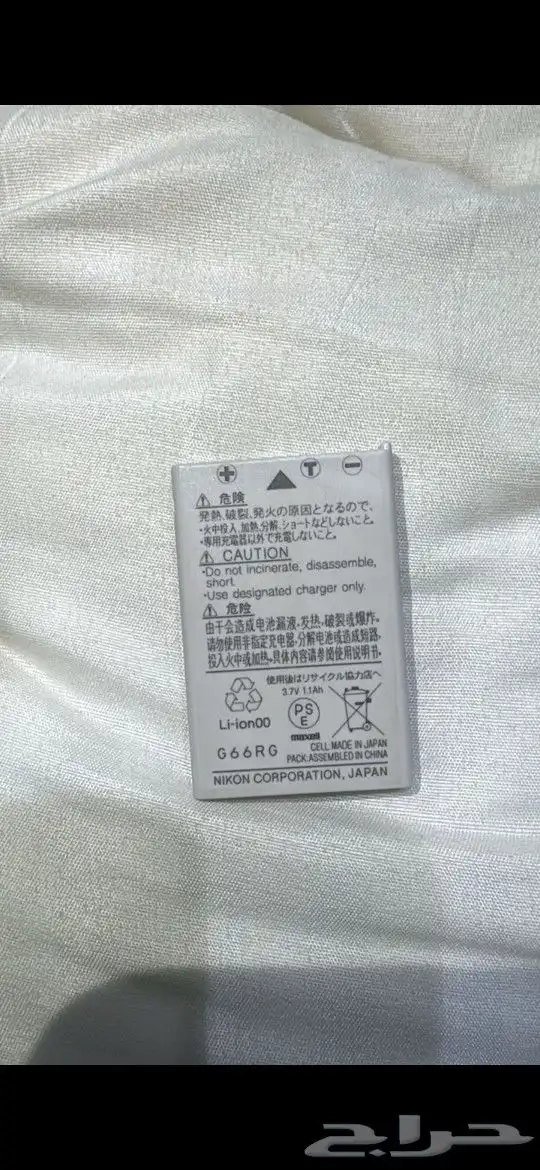 + T −
⚠ 危険
発熱、破裂、発火の原因となるので、
・火中投入、加熱、分解、ショートなどしないこと。
・専用充電器以外で充電しないこと。
⚠ CAUTION
・Do not incinerate, disassemble,
short.
・Use designated charger only.
⚠ 危险
由于会造成电池漏液、发热、破裂或爆炸。
请勿使用非指定充电器，分解电池或造成短路，
投入火中或加热。具体内容请参阅使用说明书。
使用後はリサイクル協力店へ
3.7V 1.1Ah
Li-ion00
PS
E
maxell
G66RG
CELL MADE IN JAPAN
PACK:ASSEMBLED IN CHINA
NIKON CORPORATION, JAPAN
حراج